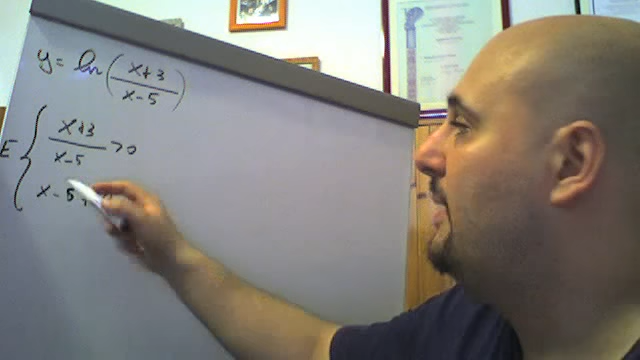 y = ln(x+3/x-5)
E { x+3/x-5 >0
x-5